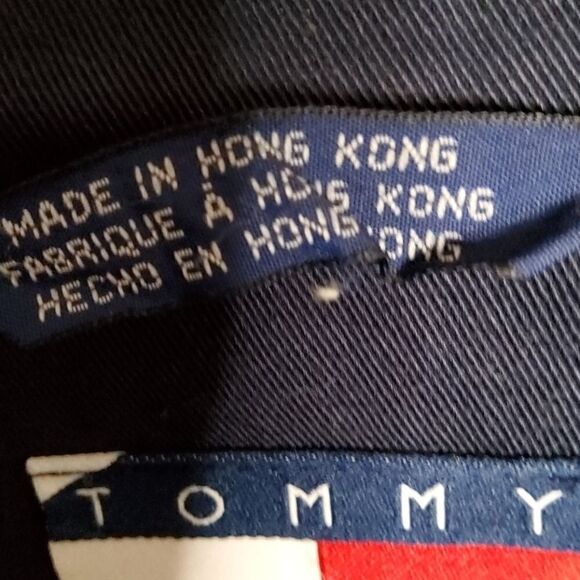 MADE IN HONG KONG
FABRIQUE À HONG KONG
HECHO EN HONG KONG
TOMMY